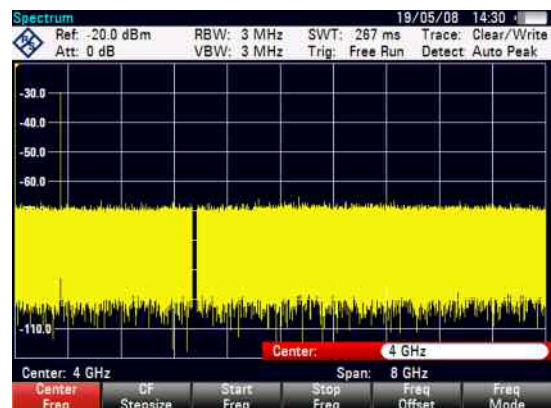 Spectrum 19/05/08 14:30
Ref: -20.0 dBm RBW: 3 MHz SWT: 267 ms Trace: Clear/Write
Att: 0 dB VBW: 3 MHz Trig: Free Run Detect: Auto Peak
-30.0
-40.0
-50.0
-60.0
-110.0
Center: 4 GHz
Center: 4 GHz Span: 8 GHz
Center CF Start Stop Freq Freq
Freq Stepsize Freq Freq Offset Mode